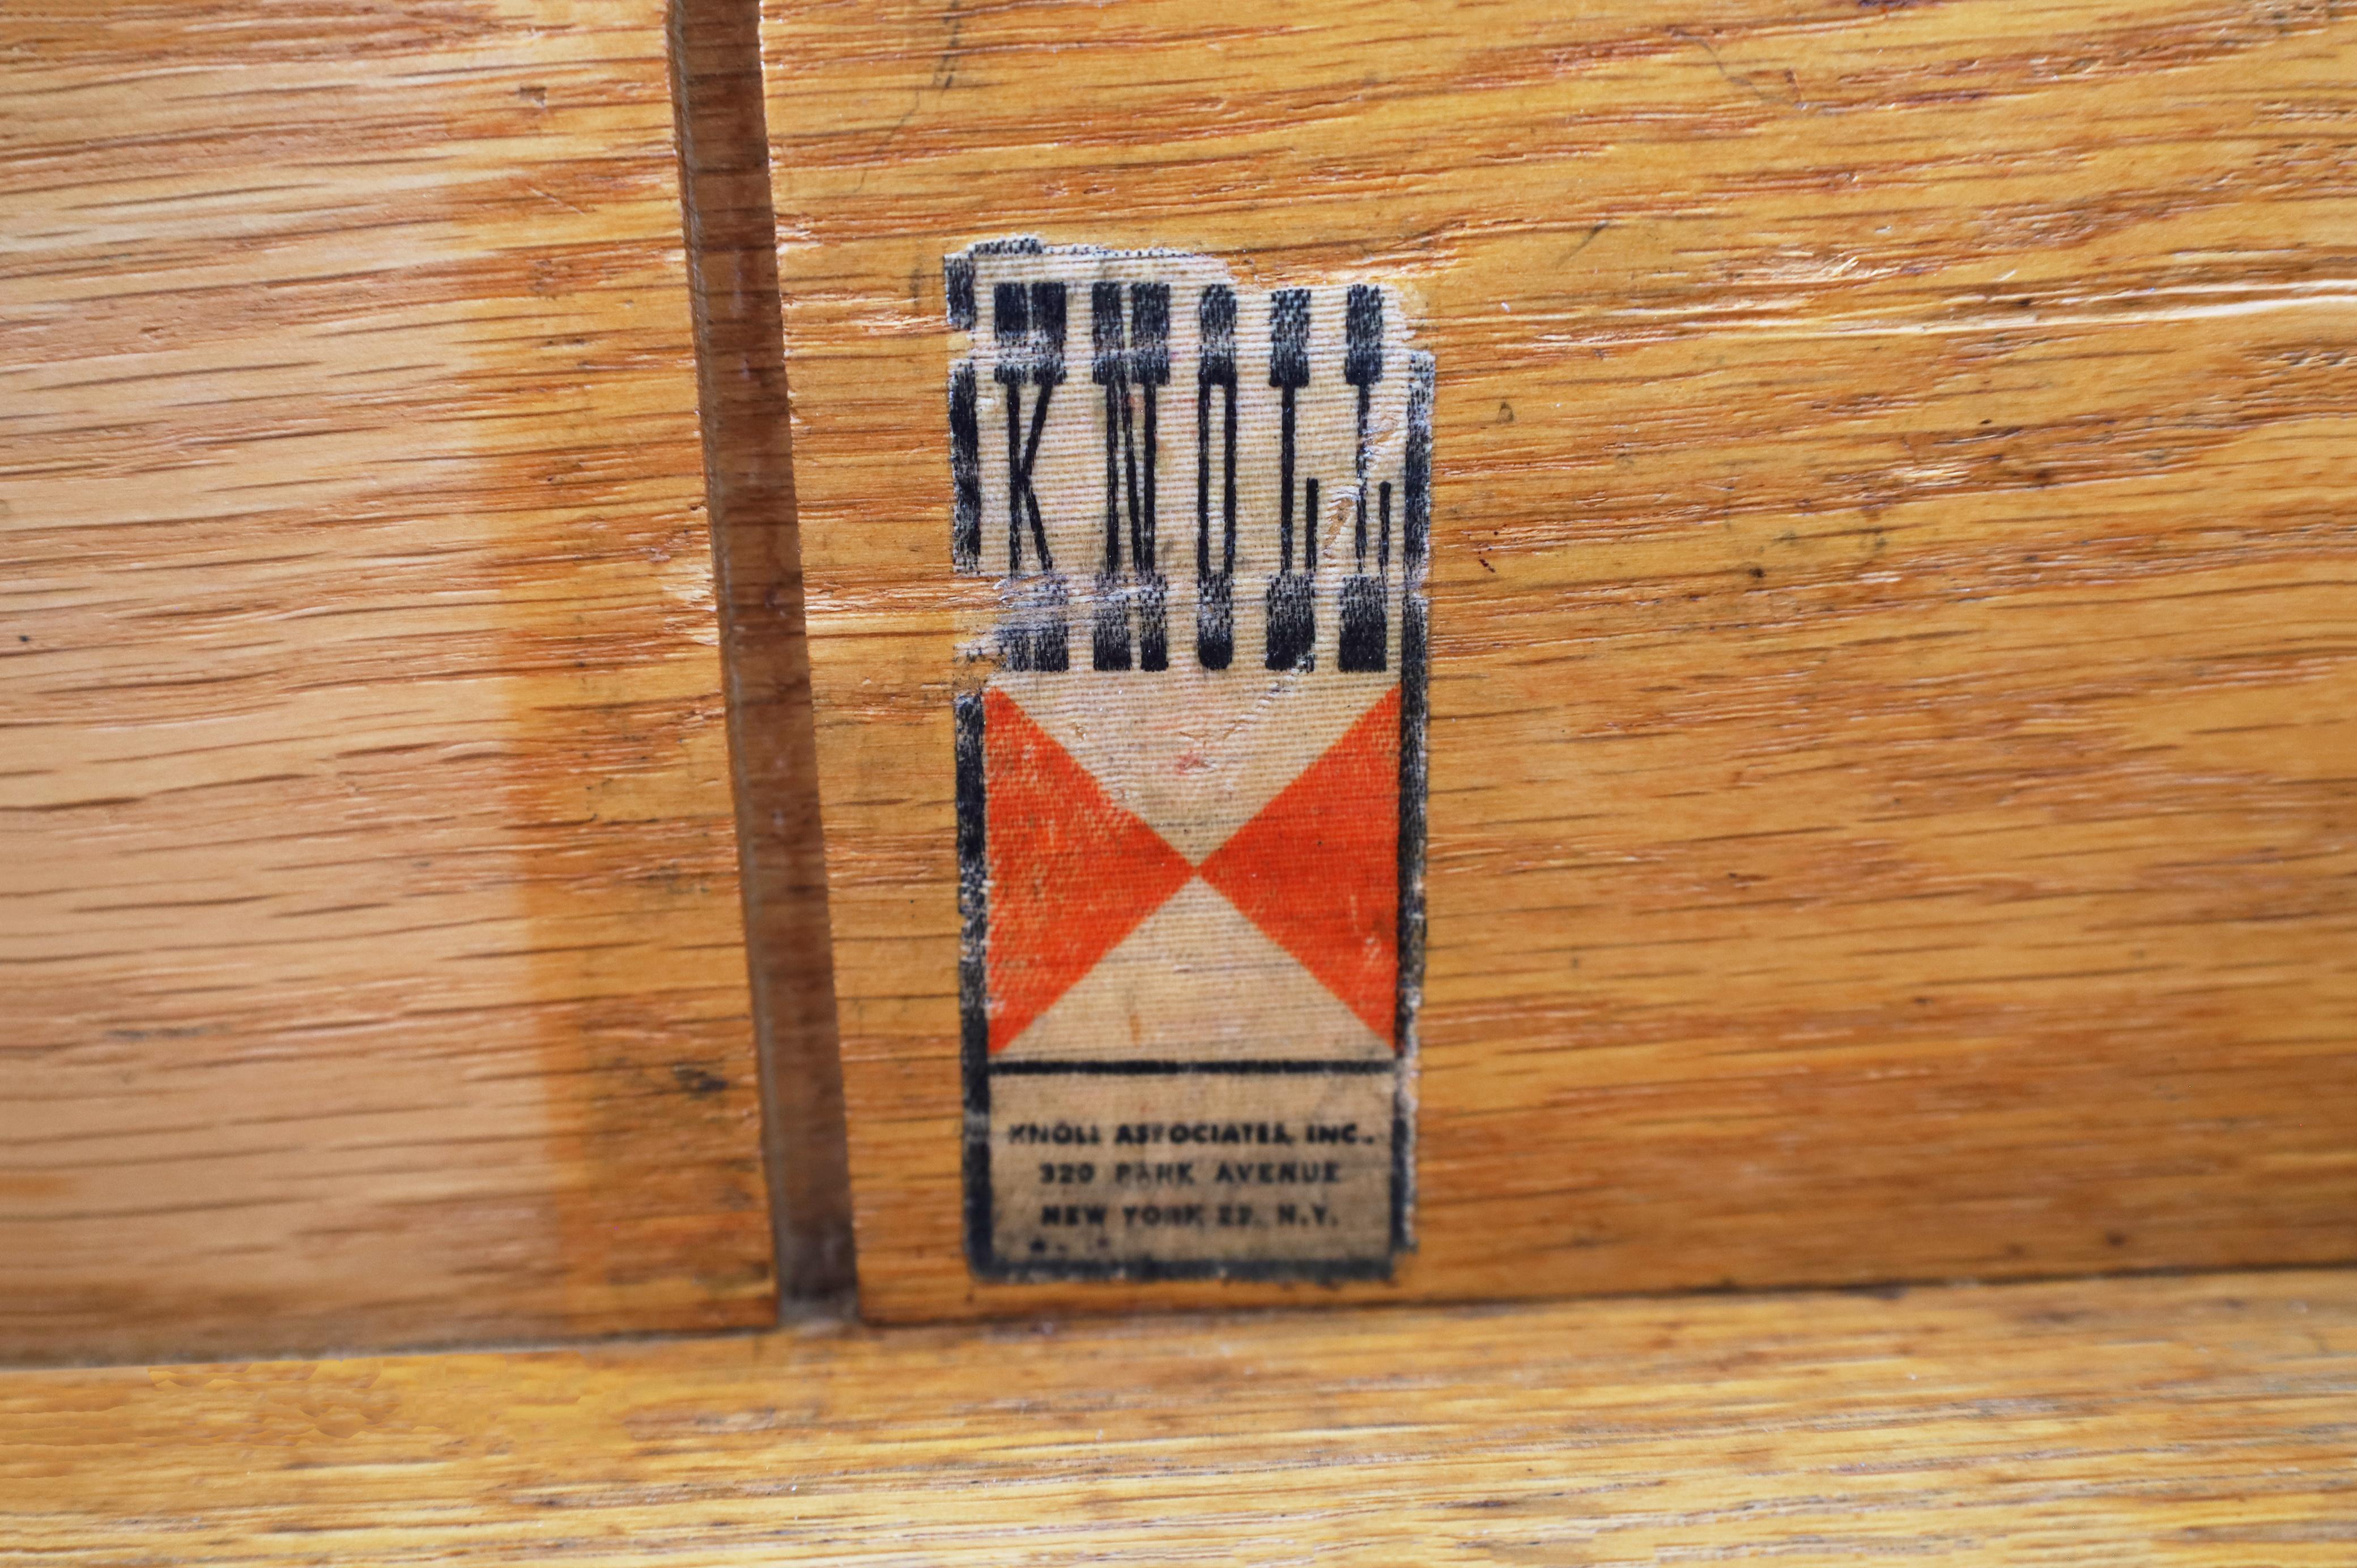 KNOLL
KNOLL ASSOCIATES, INC.
320 PARK AVENUE
NEW YORK 22, N.Y.